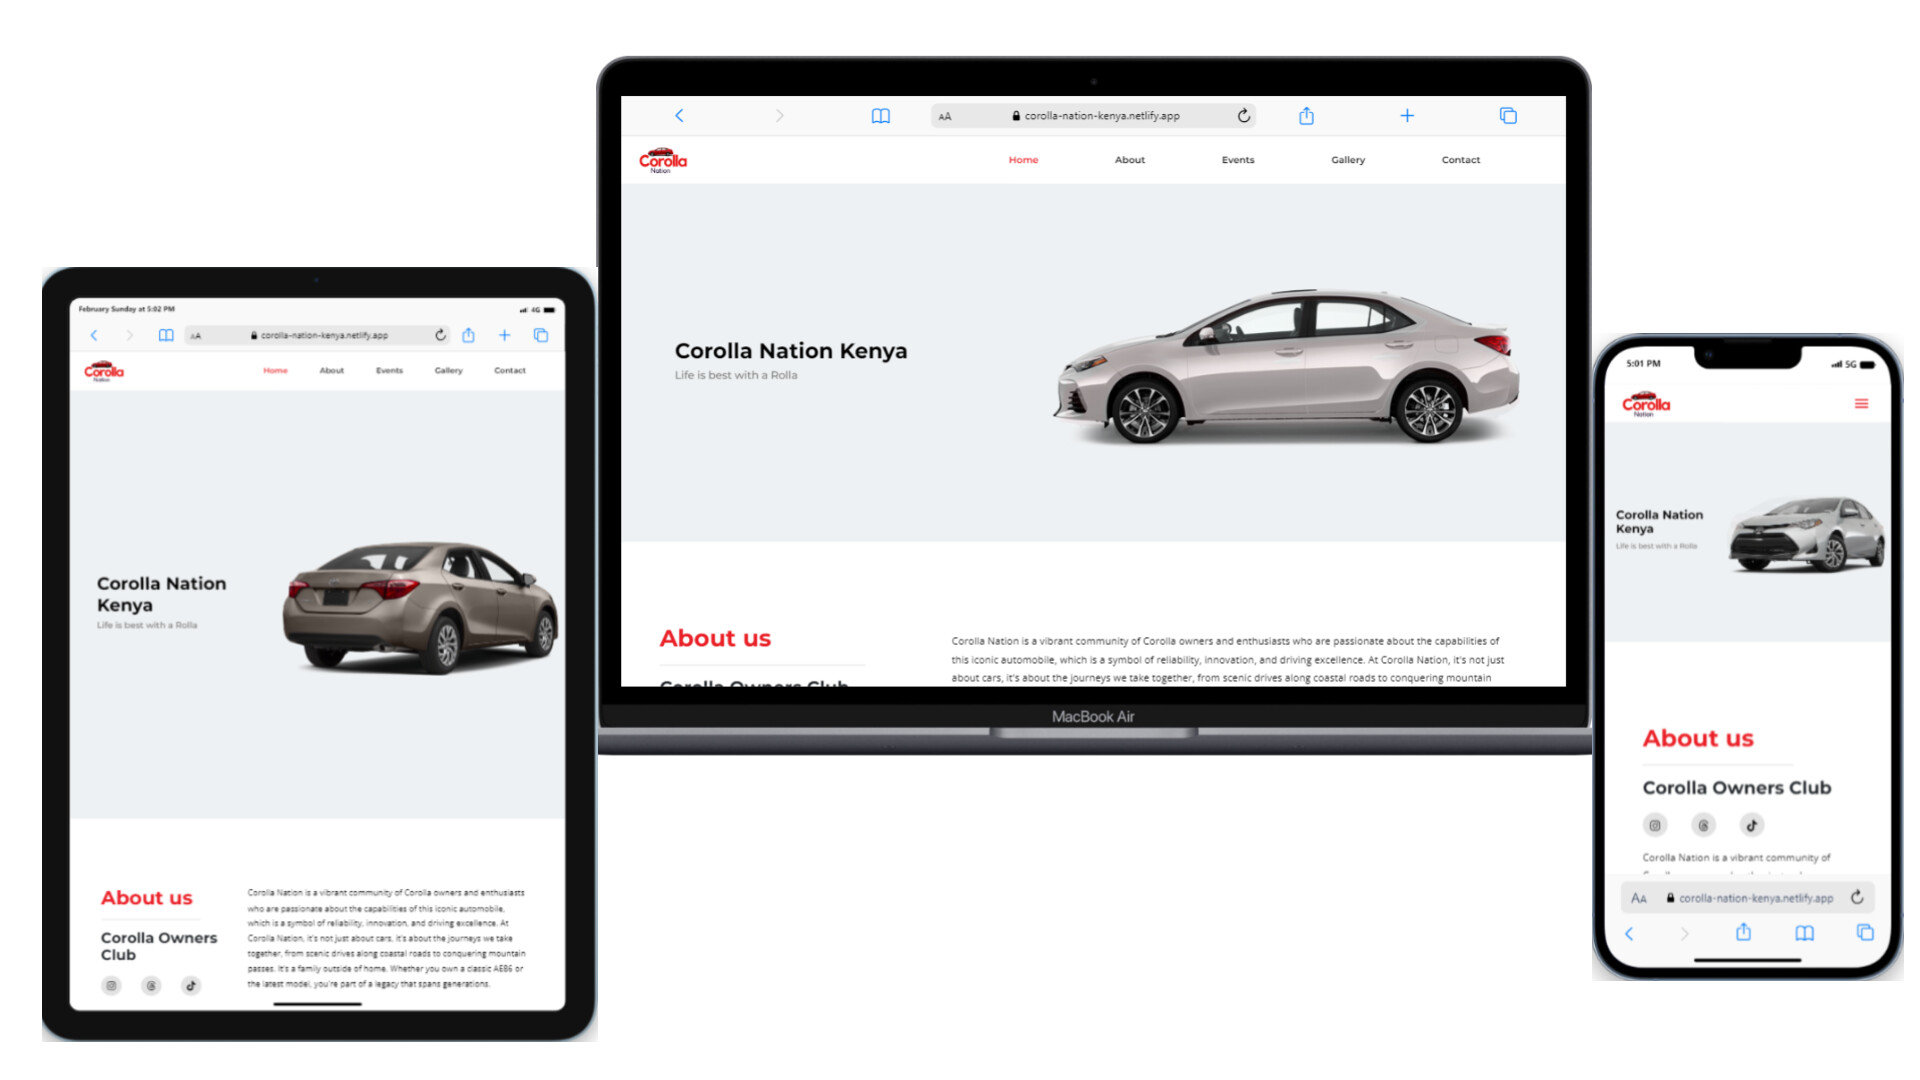 February Sunday at 5:02 PM
4G
AA
corolla-nation-kenya.netlify.app
Corolla
Nation
Home
About
Events
Gallery
Contact
Corolla Nation
Kenya
Life is best with a Rolla
About us
Corolla Owners
Club
Corolla Nation is a vibrant community of Corolla owners and enthusiasts
who are passionate about the capabilities of this iconic automobile,
which is a symbol of reliability, innovation, and driving excellence. At
Corolla Nation, it's not just about cars, it's about the journeys we take
together, from scenic drives along coastal roads to conquering mountain
passes. It's a family outside of home. Whether you own a classic AE86 or
the latest model, you're part of a legacy that spans generations.
AA
corolla-nation-kenya.netlify.app
Corolla
Nation
Home
About
Events
Gallery
Contact
Corolla Nation Kenya
Life is best with a Rolla
About us
Corolla Owners Club
Corolla Nation is a vibrant community of Corolla owners and enthusiasts who are passionate about the capabilities of
this iconic automobile, which is a symbol of reliability, innovation, and driving excellence. At Corolla Nation, it's not just
about cars, it's about the journeys we take together, from scenic drives along coastal roads to conquering mountain
MacBook Air
5:01 PM
5G
Corolla
Nation
Corolla Nation
Kenya
Life is best with a Rolla
About us
Corolla Owners Club
Corolla Nation is a vibrant community of
AA
corolla-nation-kenya.netlify.app